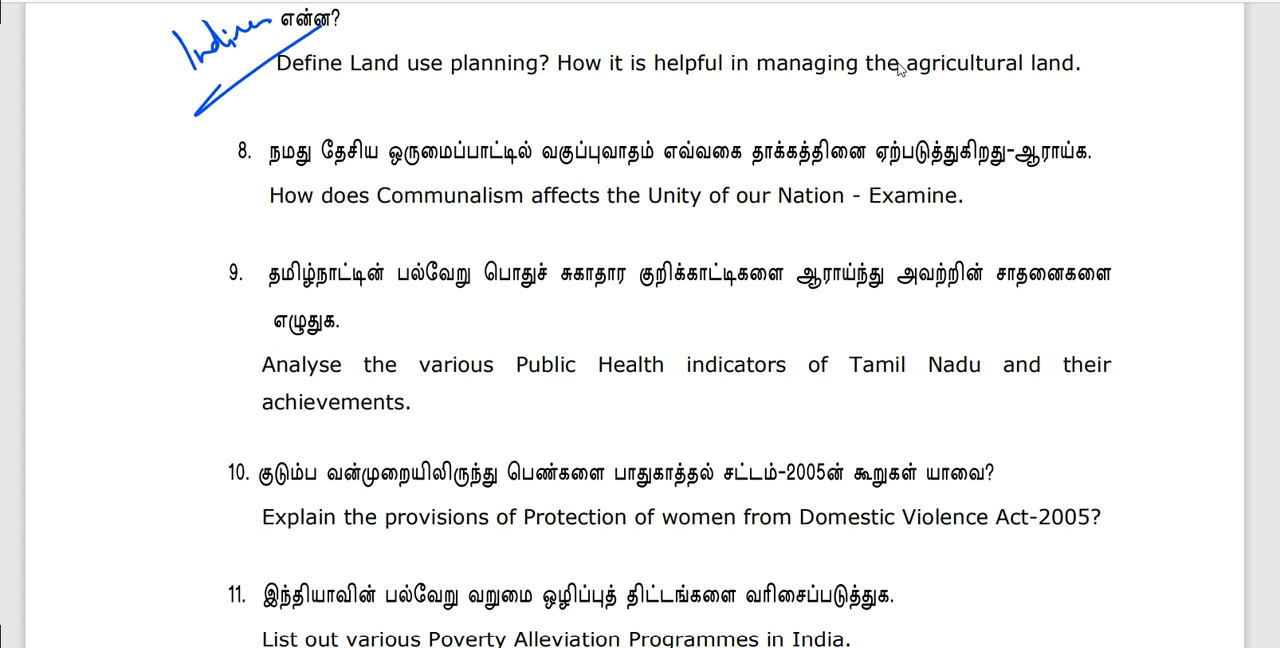 என்ன?
Define Land use planning? How it is helpful in managing the agricultural land.
8. நமது தேசிய ஒருமைப்பாட்டில் வகுப்புவாதம் எவ்வகை தாக்கத்தினை ஏற்படுத்துகிறது-ஆராய்க.
How does Communalism affects the Unity of our Nation - Examine.
9. தமிழ்நாட்டின் பல்வேறு பொதுச் சுகாதார குறிக்காட்டிகளை ஆராய்ந்து அவற்றின் சாதனைகளை
எழுதுக.
Analyse the various Public Health indicators of Tamil Nadu and their
achievements.
10. குடும்ப வன்முறையிலிருந்து பெண்களை பாதுகாத்தல் சட்டம்-2005ன் கூறுகள் யாவை?
Explain the provisions of Protection of women from Domestic Violence Act-2005?
11. இந்தியாவின் பல்வேறு வறுமை ஒழிப்புத் திட்டங்களை வரிசைப்படுத்துக.
List out various Poverty Alleviation Programmes in India.